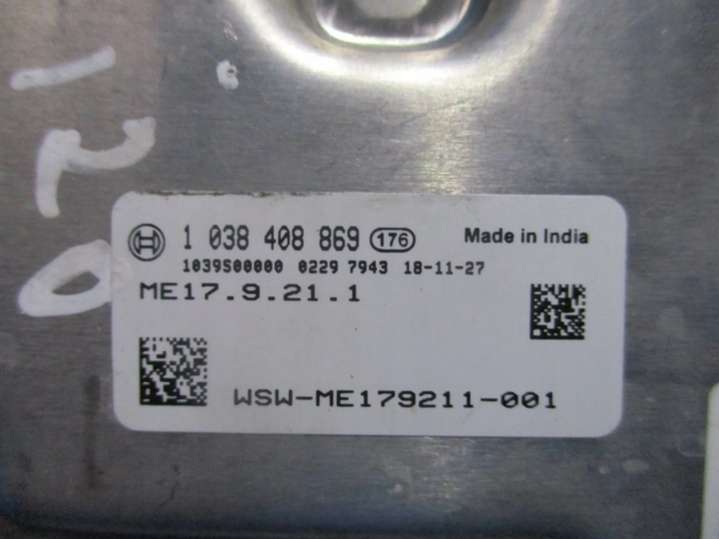 120
1 038 408 869 176 Made in India
1039S00000 0229 7943 18-11-27
ME17.9.21.1
WSW-ME179211-001